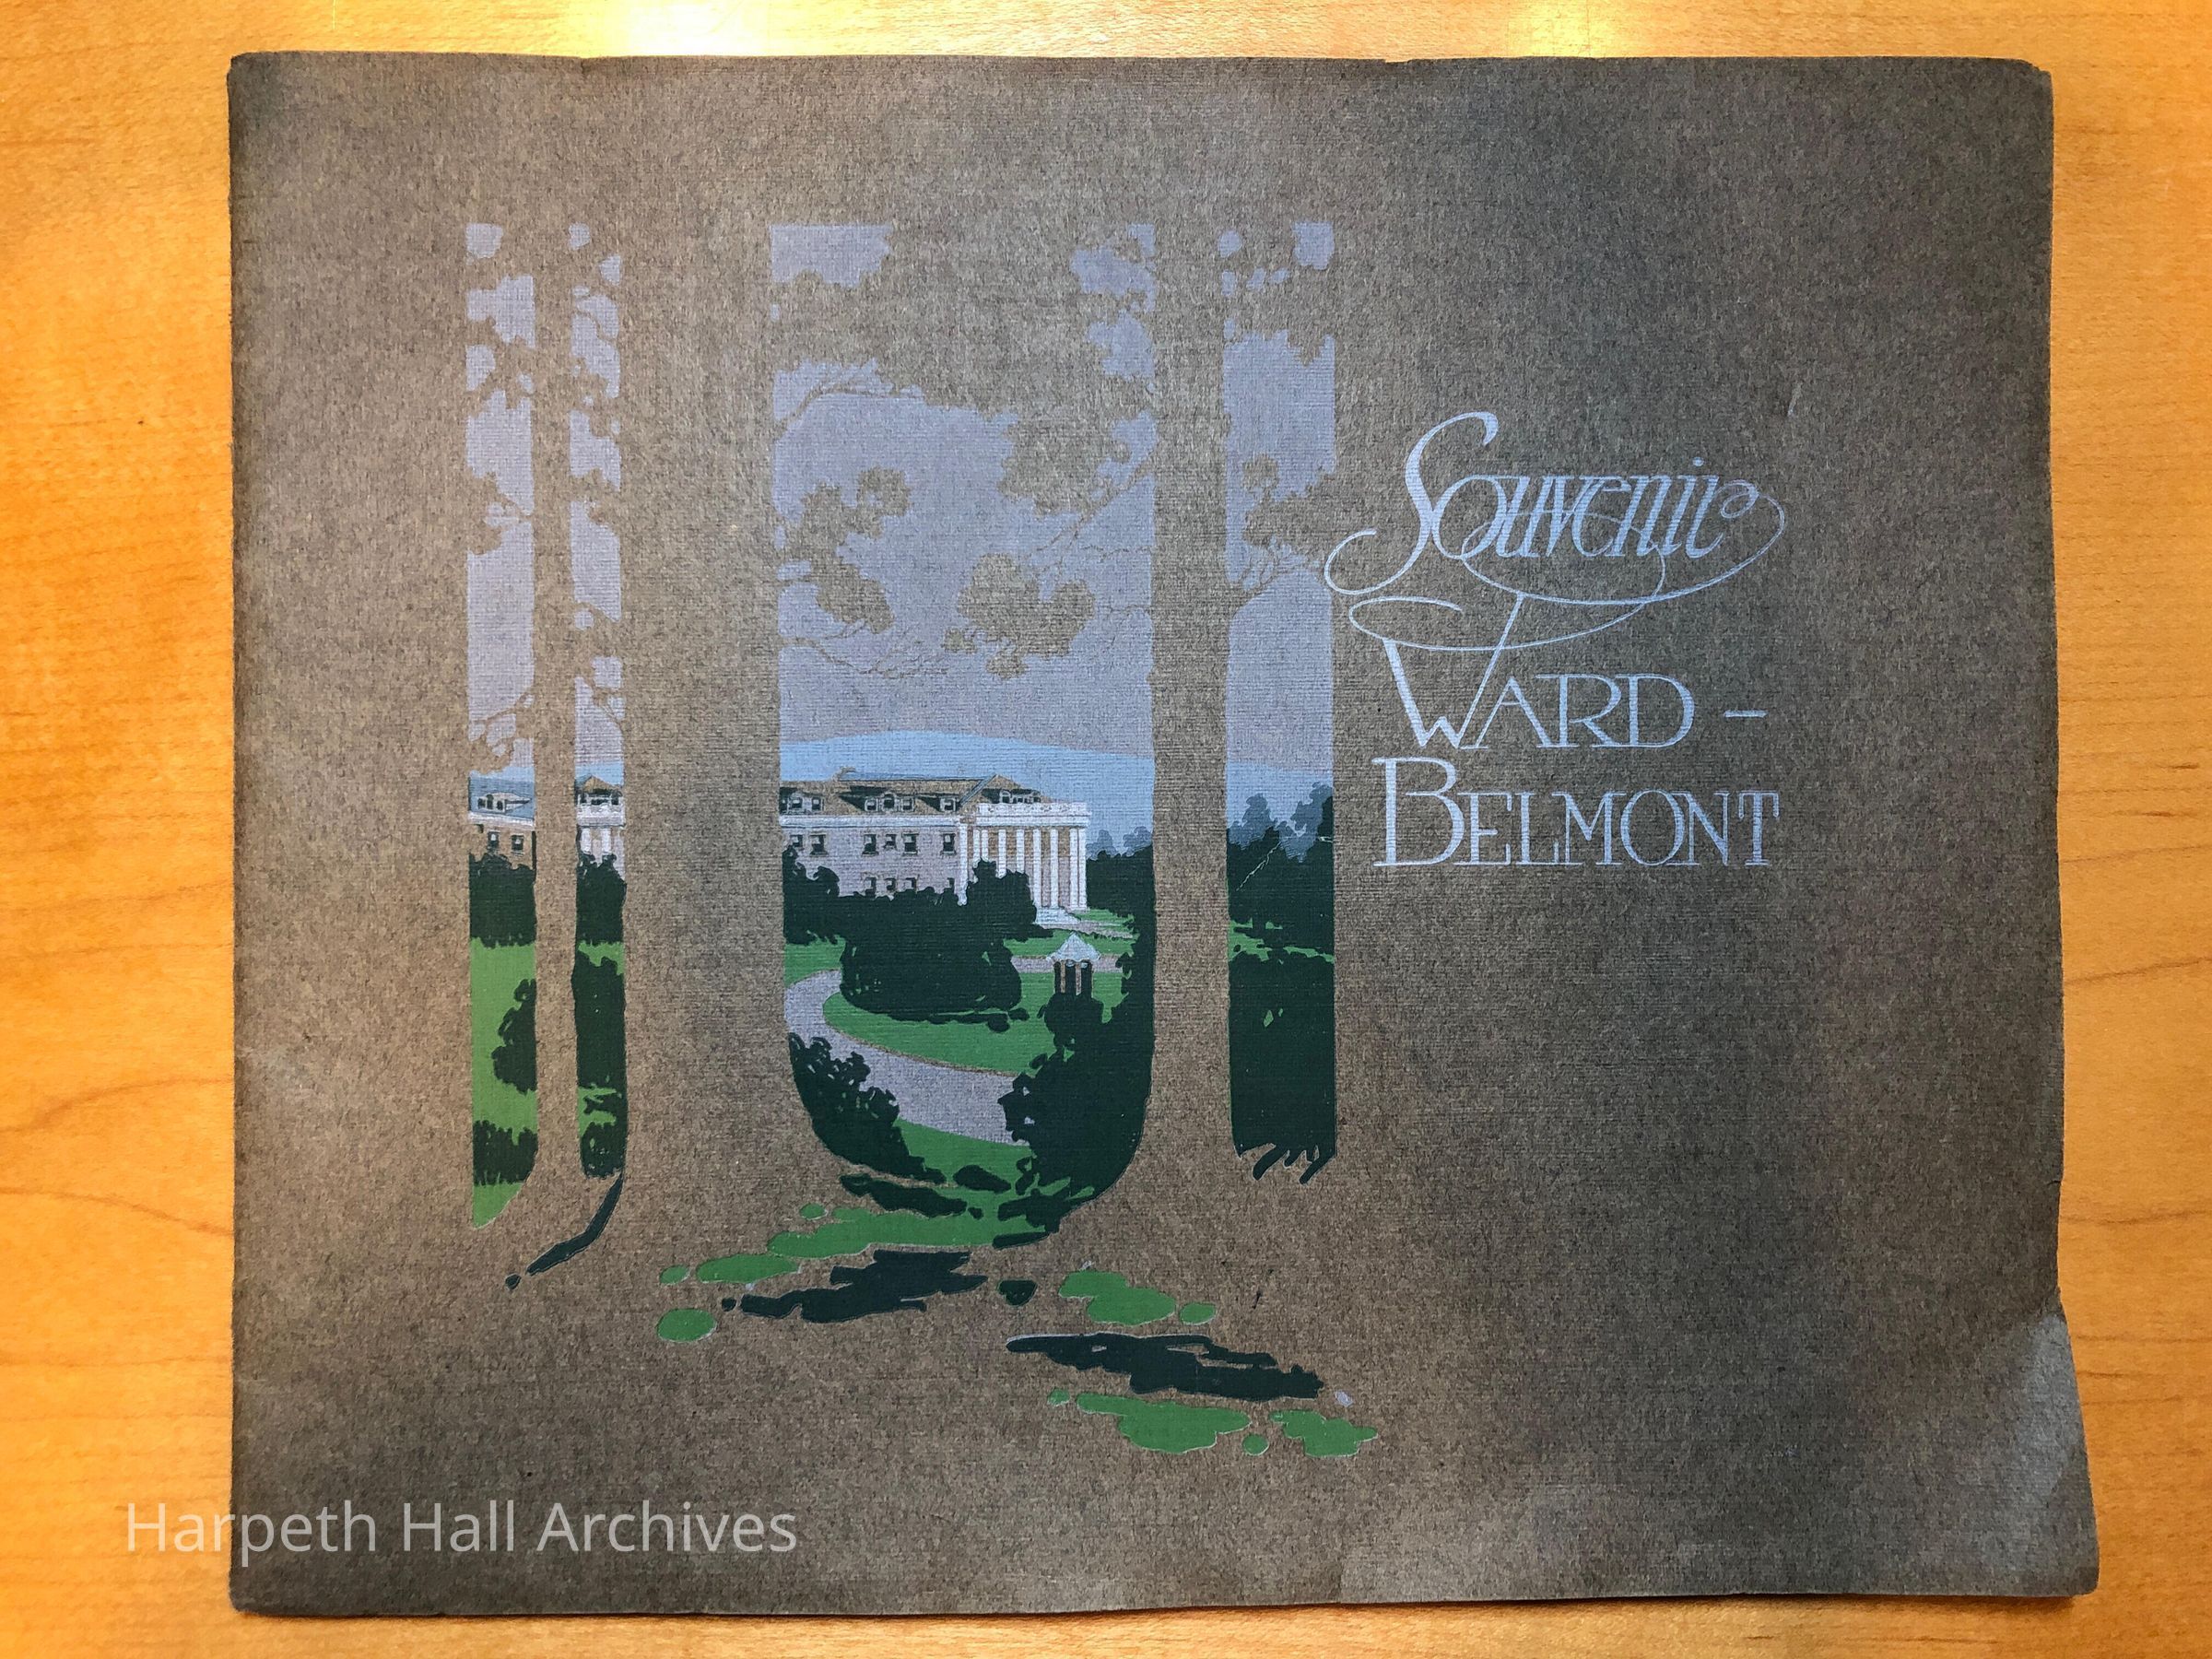 Souvenir
Ward -
Belmont
Harpeth Hall Archives